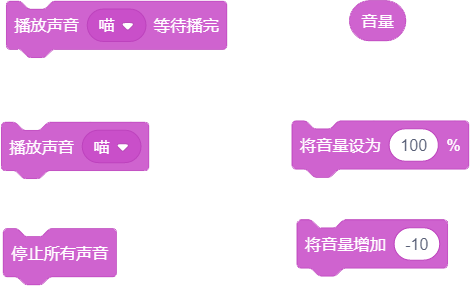 播放声音 喵 等待播完
音量
播放声音 喵
将音量设为 100 %
停止所有声音
将音量增加 -10